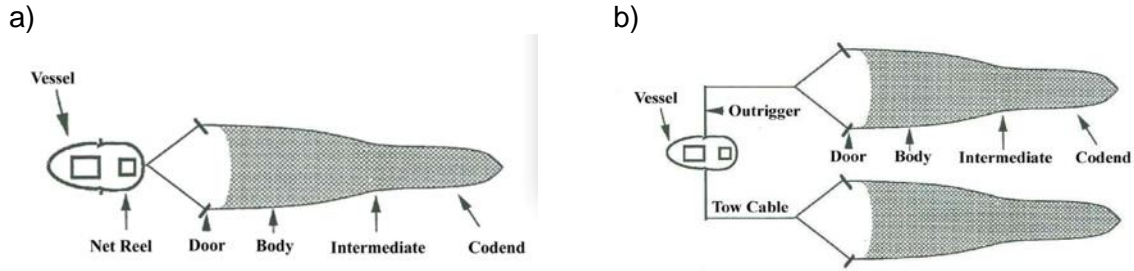 a)
Vessel
Net Reel
Door
Body
Intermediate
Codend
b)
Vessel
Outrigger
Door
Body
Intermediate
Codend
Tow Cable